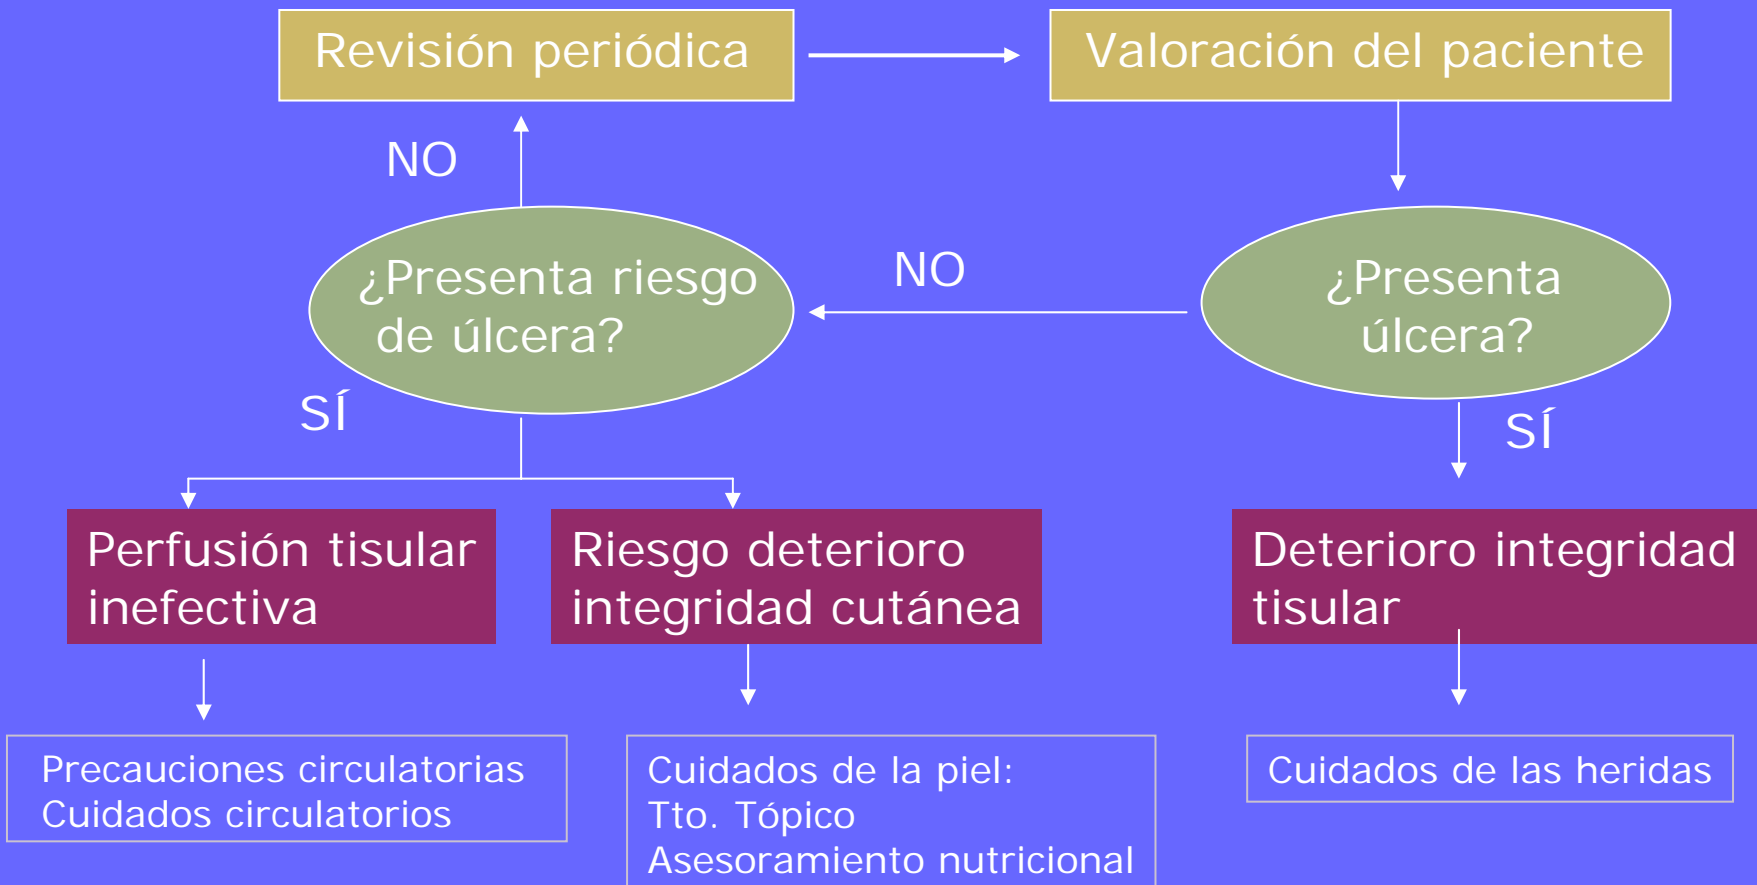 Revisión periódica
Valoración del paciente
NO
¿Presenta riesgo
de úlcera?
NO
¿Presenta
úlcera?
SÍ
SÍ
Perfusión tisular
inefectiva
Riesgo deterioro
integridad cutánea
Deterioro integridad
tisular
Precauciones circulatorias
Cuidados circulatorios
Cuidados de la piel:
Tto. Tópico
Asesoramiento nutricional
Cuidados de las heridas